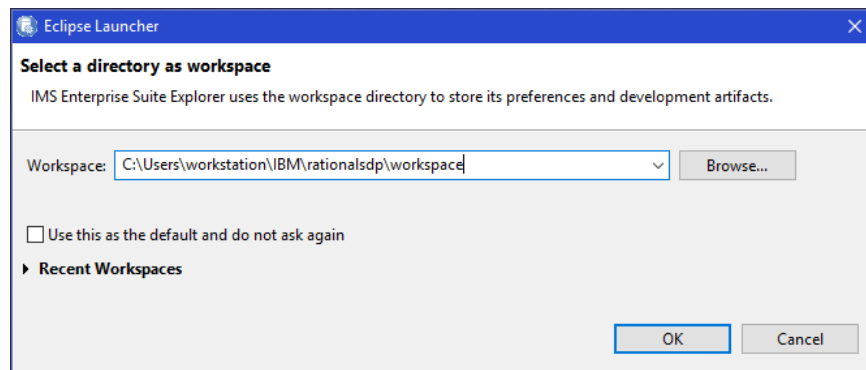 Eclipse Launcher
Select a directory as workspace
IMS Enterprise Suite Explorer uses the workspace directory to store its preferences and development artifacts.
Workspace: C:\Users\workstation\IBM\rationalsdp\workspace Browse...
Use this as the default and do not ask again
Recent Workspaces
OK Cancel